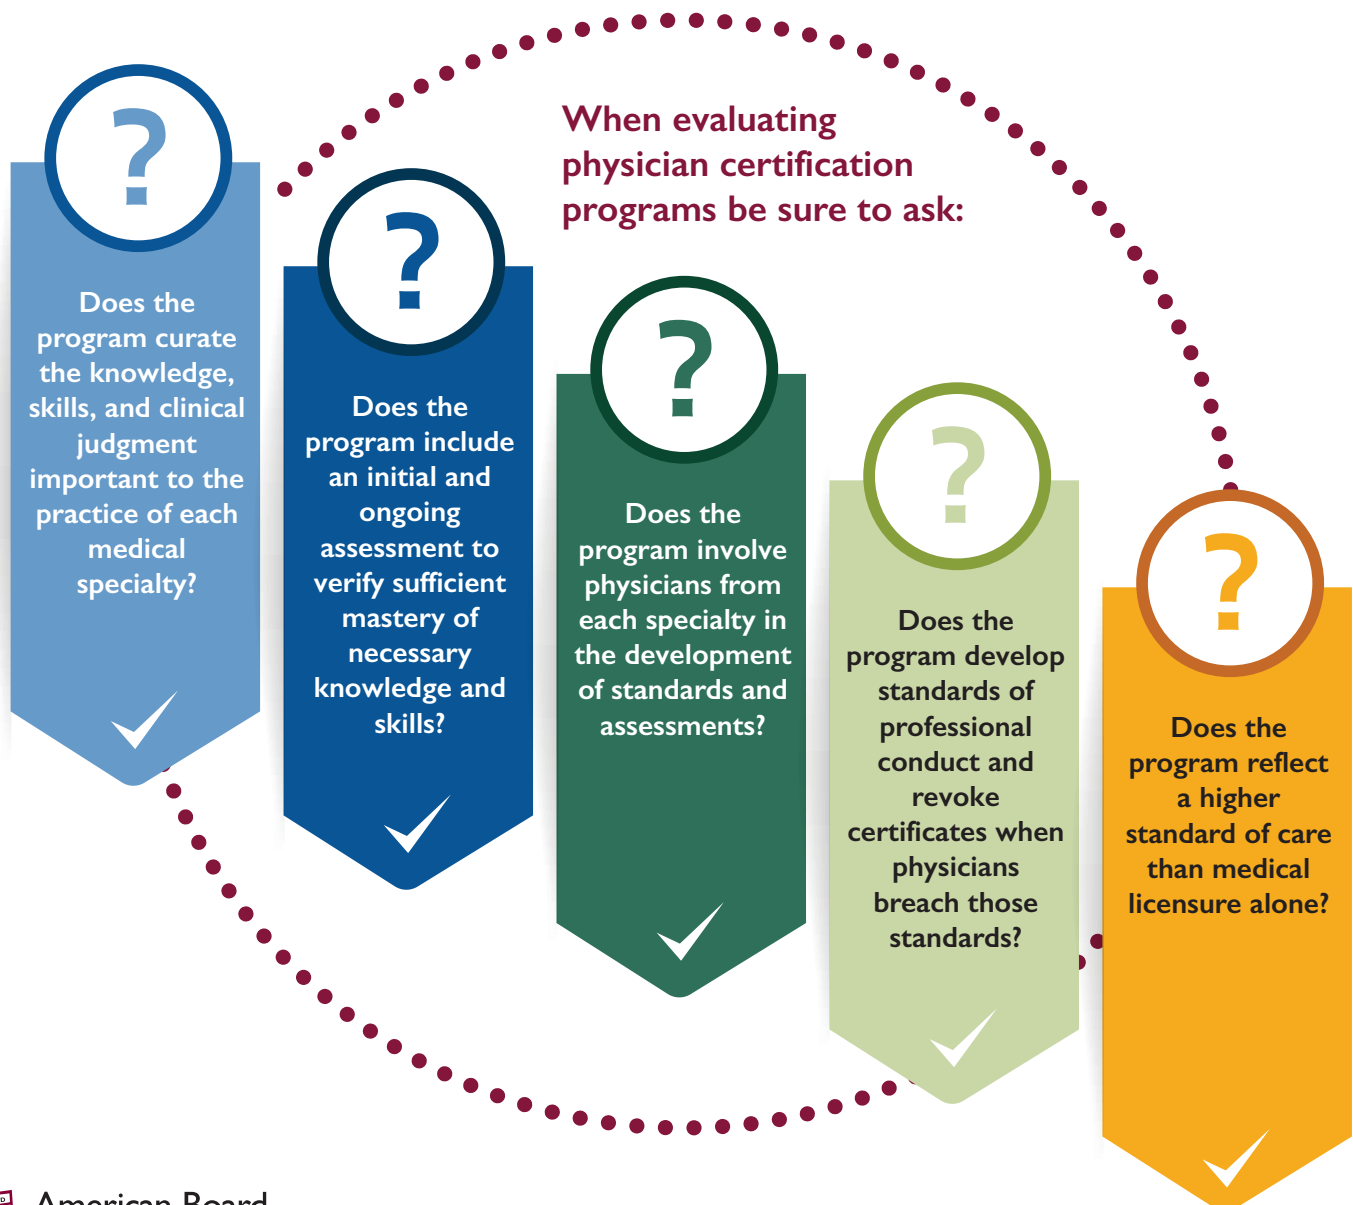 When evaluating
physician certification
programs be sure to ask:
?
Does the
program curate
the knowledge,
skills, and clinical
judgment
important to the
practice of each
medical
specialty?
?
Does the
program include
an initial and
ongoing
assessment to
verify sufficient
mastery of
necessary
knowledge and
skills?
?
Does the
program involve
physicians from
each specialty in
the development
of standards and
assessments?
?
Does the
program develop
standards of
professional
conduct and
revoke
certificates when
physicians
breach those
standards?
?
Does the
program reflect
a higher
standard of care
than medical
licensure alone?
American Board